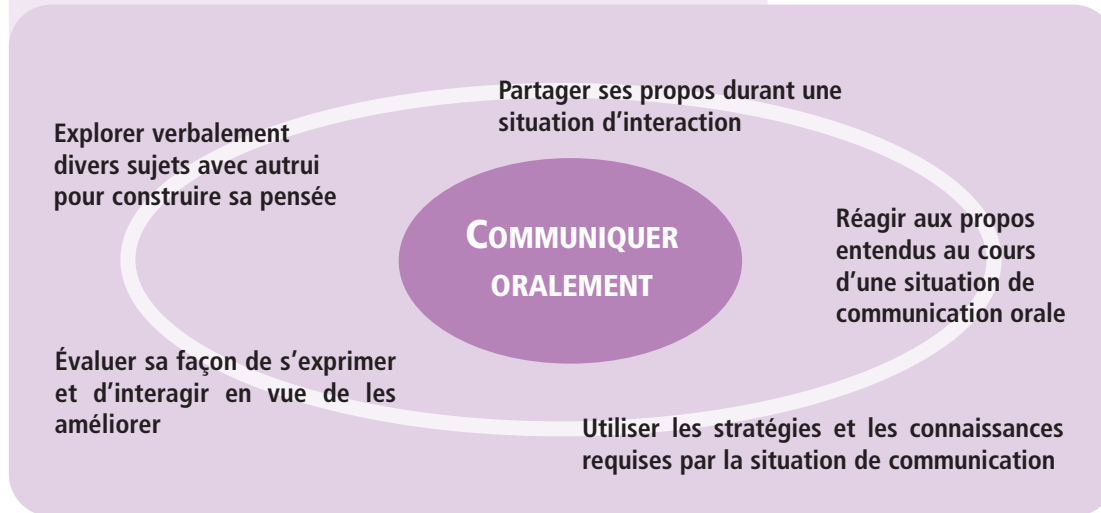 Partager ses propos durant une
situation d'interaction
Explorer verbalement
divers sujets avec autrui
pour construire sa pensée
COMMUNIQUER
ORALEMENT
Réagir aux propos
entendus au cours
d'une situation de
communication orale
Évaluer sa façon de s'exprimer
et d'interagir en vue de les
améliorer
Utiliser les stratégies et les connaissances
requises par la situation de communication